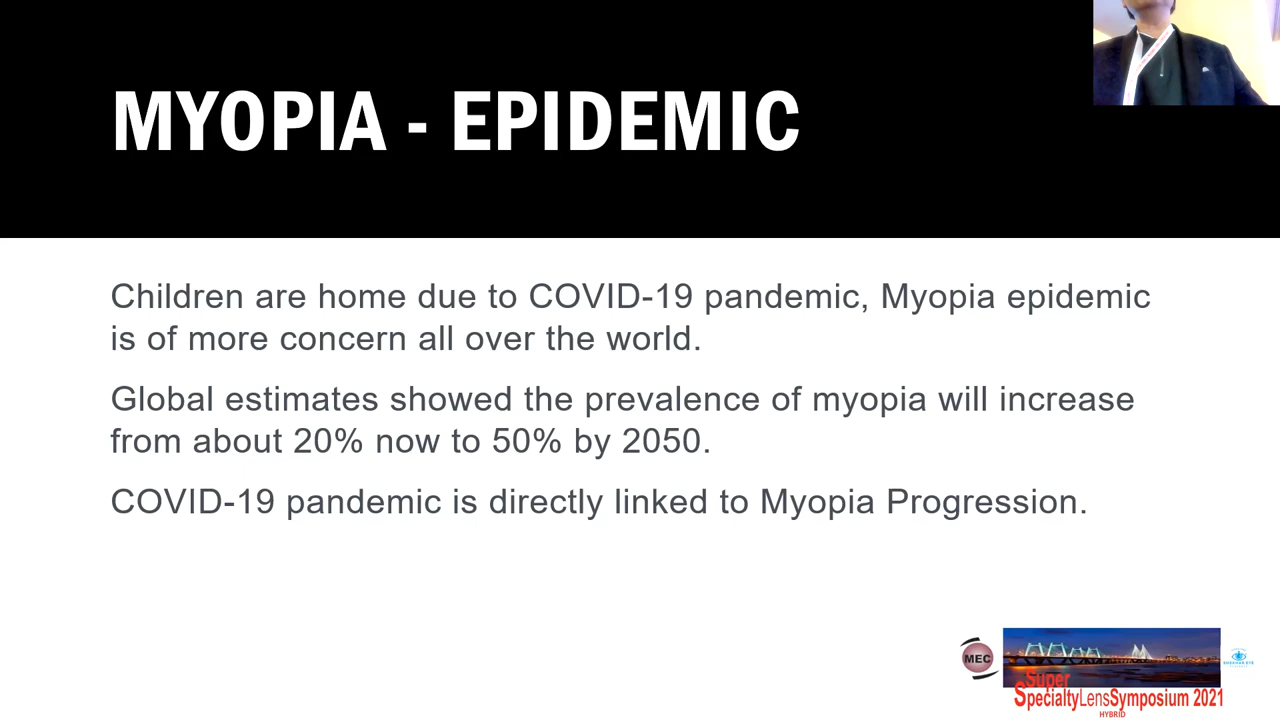 MYOPIA - EPIDEMIC
Children are home due to COVID-19 pandemic, Myopia epidemic
is of more concern all over the world.
Global estimates showed the prevalence of myopia will increase
from about 20% now to 50% by 2050.
COVID-19 pandemic is directly linked to Myopia Progression.
MEC
Super
SpecialtyLensSymposium 2021
HYBRID